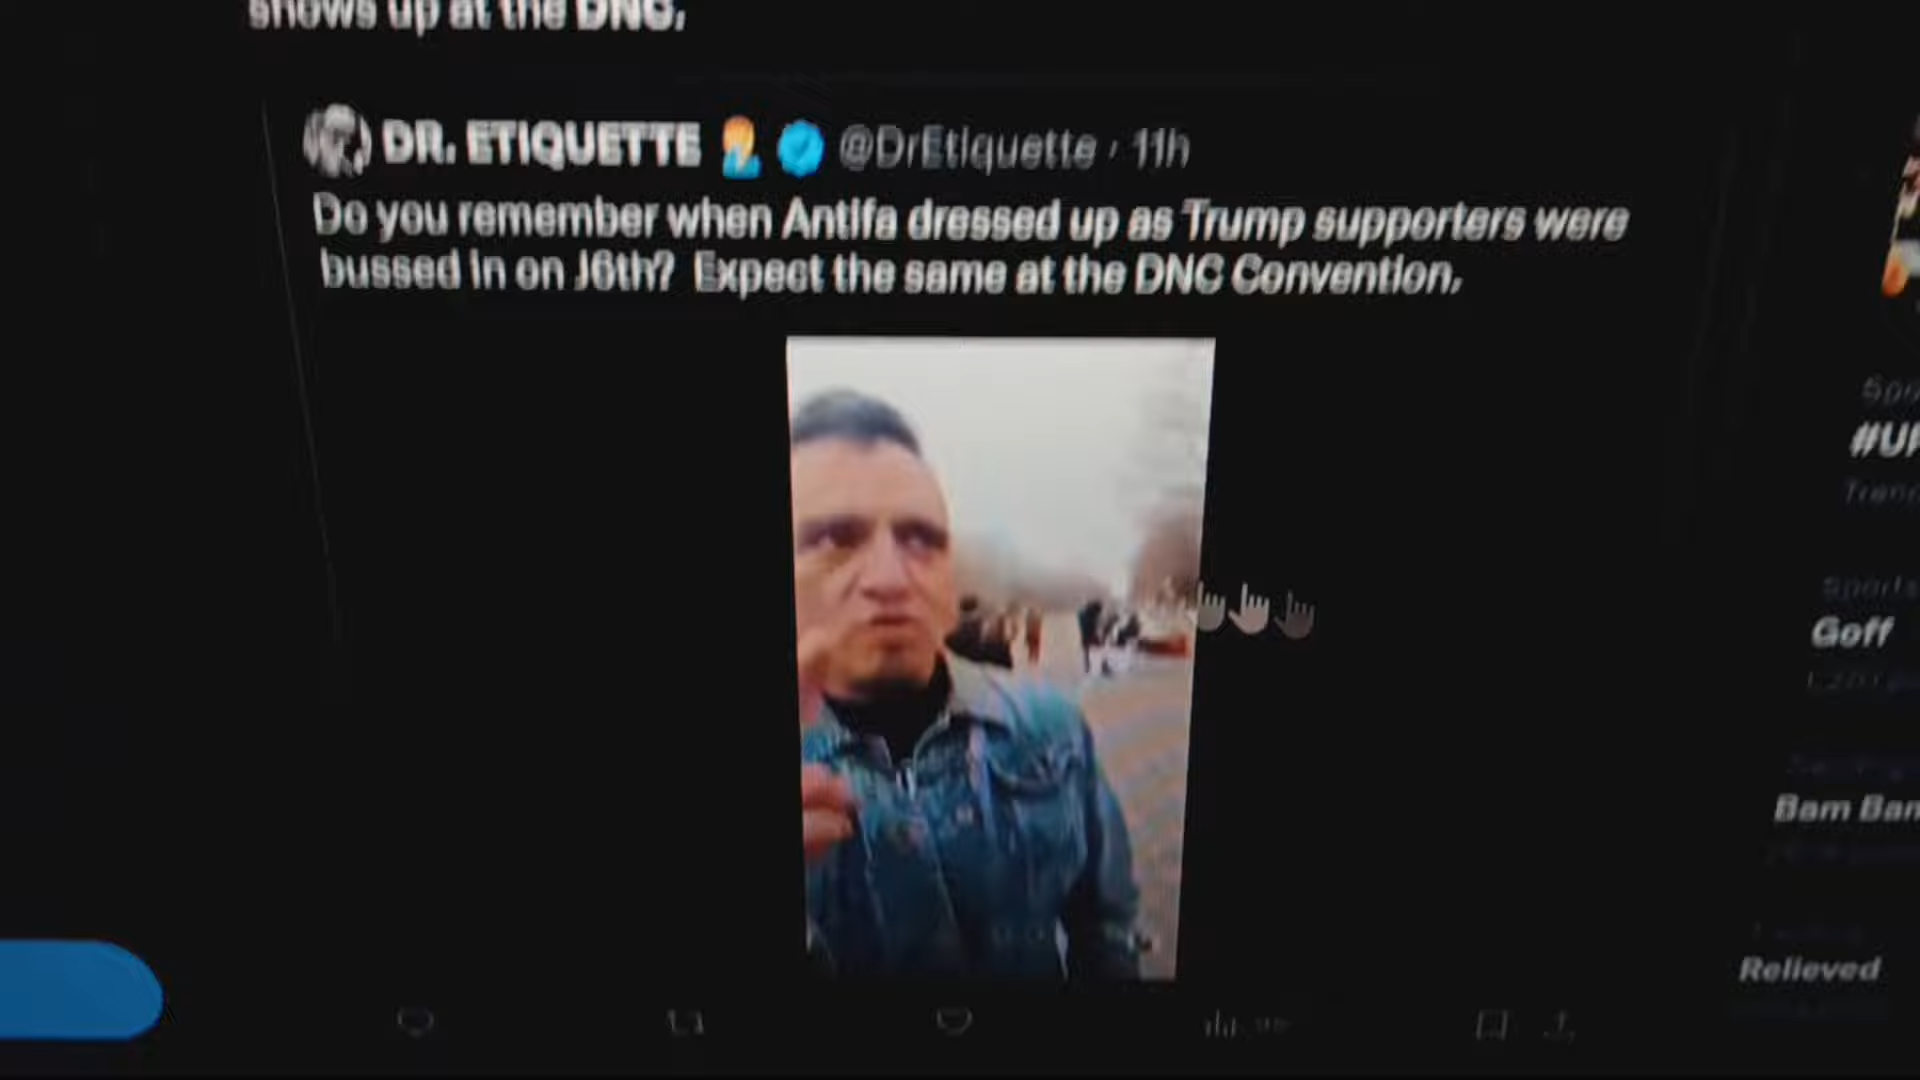 shows up at the DNC.
DR. ETIQUETTE @DrEtiquette · 11h
Do you remember when Antifa dressed up as Trump supporters were
bussed in on J6th? Expect the same at the DNC Convention.
Sports
Goff
Bam Bam
Relieved